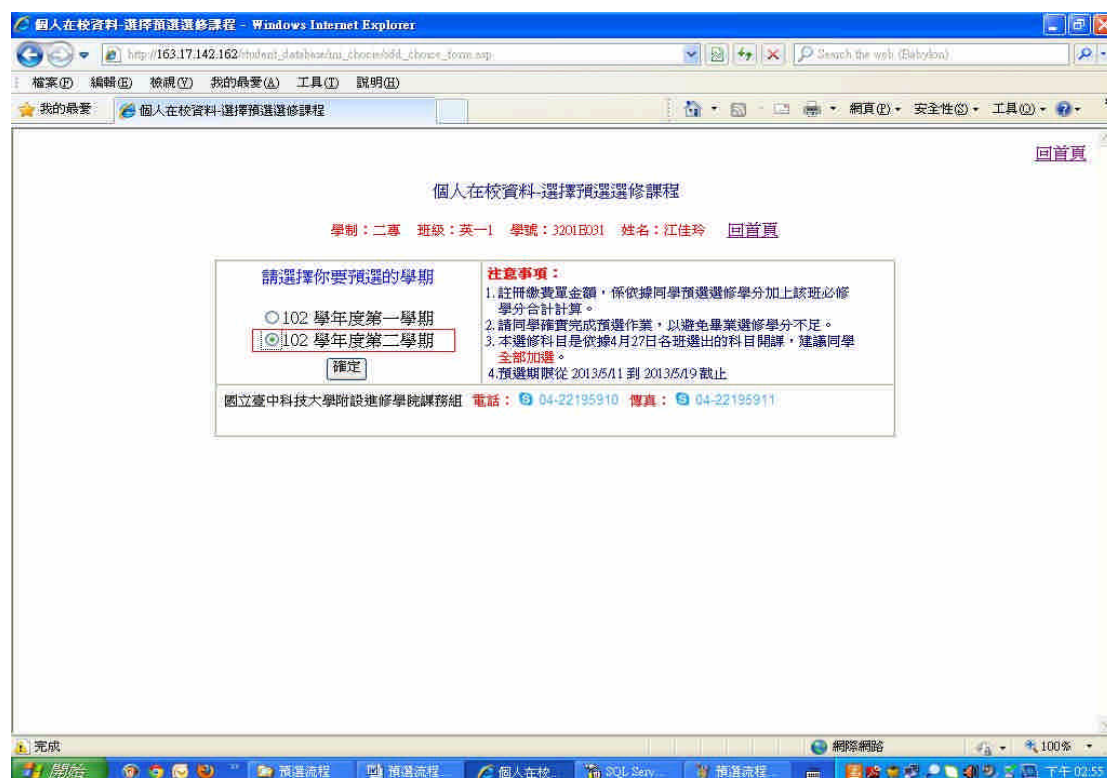 個人在校資料-選擇預選選修課程 - Windows Internet Explorer
http://163.17.142.162/student_database/
Search the web (Babylon)
檔案(F) 編輯(E) 檢視(V) 我的最愛(A) 工具(T) 說明(H)
我的最愛 個人在校資料-選擇預選選修課程 網頁(P) 安全性(S) 工具(O)
回首頁
個人在校資料-選擇預選選修課程
學制：二專 班級：英一1 學號：3201E031 姓名：江佳玲 回首頁
請選擇你要預選的學期
102 學年度第一學期
102 學年度第二學期
確定
注意事項：
1.註冊繳費單金額，係依據同學預選選修學分加上該班必修
學分合計計算。
2.請同學確實完成預選作業，以避免畢業選修學分不足。
3.本選修科目是依據4月27日各班選出的科目開課，建議同學
全部加選。
4.預選期限從 2013/5/11 到 2013/5/19 截止
國立臺中科技大學附設進修學院課務組 電話： 04-22195910 傳真： 04-22195911
完成 網際網路 100%
開始 預選流程 預選流程... 個人在校... SQL Serv... 預選流程... 下午 02:55